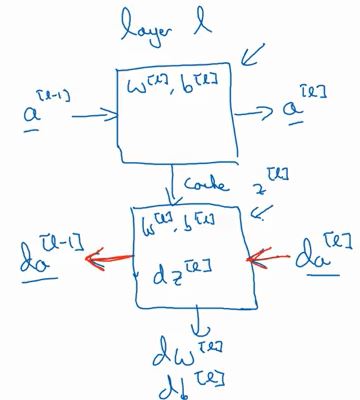 layer l
a^[l-1] w^[l], b^[l] a^[l]
cache z^[l]
w^[l], b^[l]
da^[l-1] dz^[l] da^[l]
dw^[l]
db^[l]